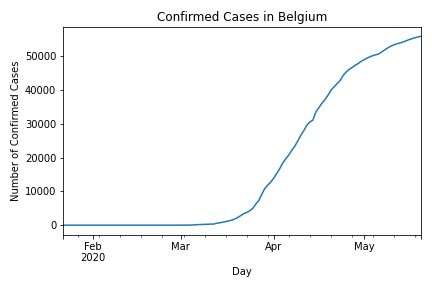 Confirmed Cases in Belgium
Number of Confirmed Cases
50000
40000
30000
20000
10000
0
Feb
2020
Mar
Apr
May
Day